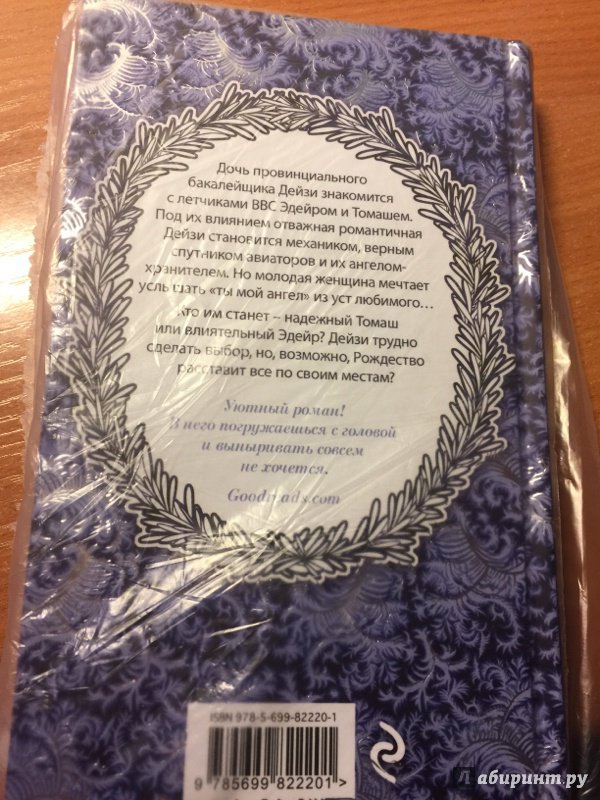 Дочь провинциального
бакалейщика Дейзи знакомится
с летчиками ВВС Эдейром и Томашем.
Под их влиянием отважная романтичная
Дейзи становится механиком, верным
спутником авиаторов и их ангелом-
хранителем. Но молодая женщина мечтает
услышать «ты мой ангел» из уст любимого…
Кто им станет – надежный Томаш
или влиятельный Эдейр? Дейзи трудно
сделать выбор, но, возможно, Рождество
расставит все по своим местам?
Уютный роман!
В него погружаешься с головой
и выныривать совсем
не хочется.
Goodreads.com
ISBN 978-5-699-82220-1
9 785699 822201 >
Лабиринт.ру